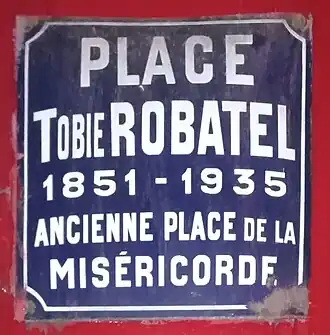 PLACE
TOBIE ROBATEL
1851 - 1935
ANCIENNE PLACE DE LA
MISÉRICORDE